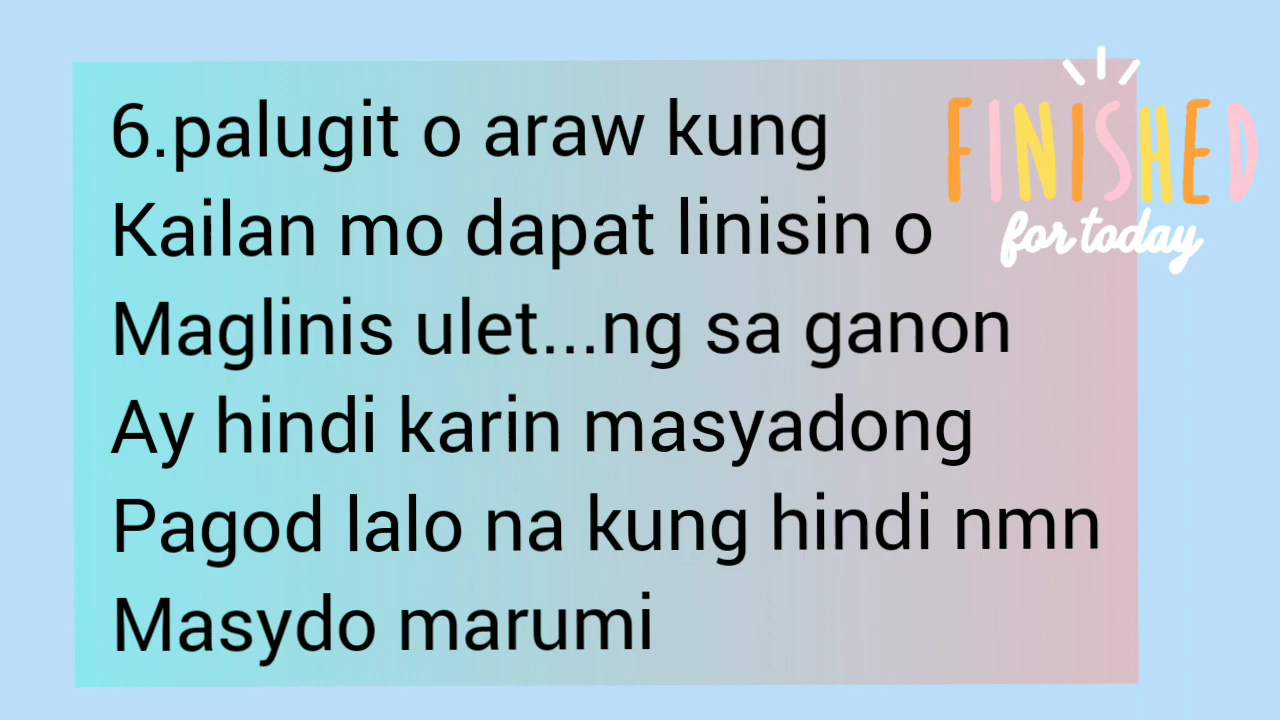 6.palugit o araw kung
Kailan mo dapat linisin o
Maglinis ulet...ng sa ganon
Ay hindi karin masyadong
Pagod lalo na kung hindi nmn
Masydo marumi
FINISHED
for today